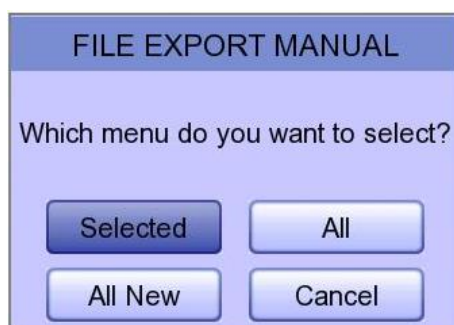 FILE EXPORT MANUAL
Which menu do you want to select?
Selected All
All New Cancel